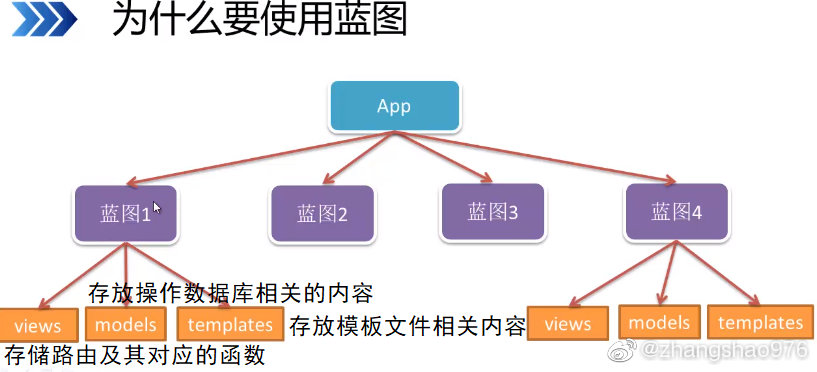 为什么要使用蓝图
App
蓝图1
蓝图2
蓝图3
蓝图4
存放操作数据库相关的内容
views
models
templates
存放模板文件相关内容
views
models
templates
存储路由及其对应的函数
@zhangshao976